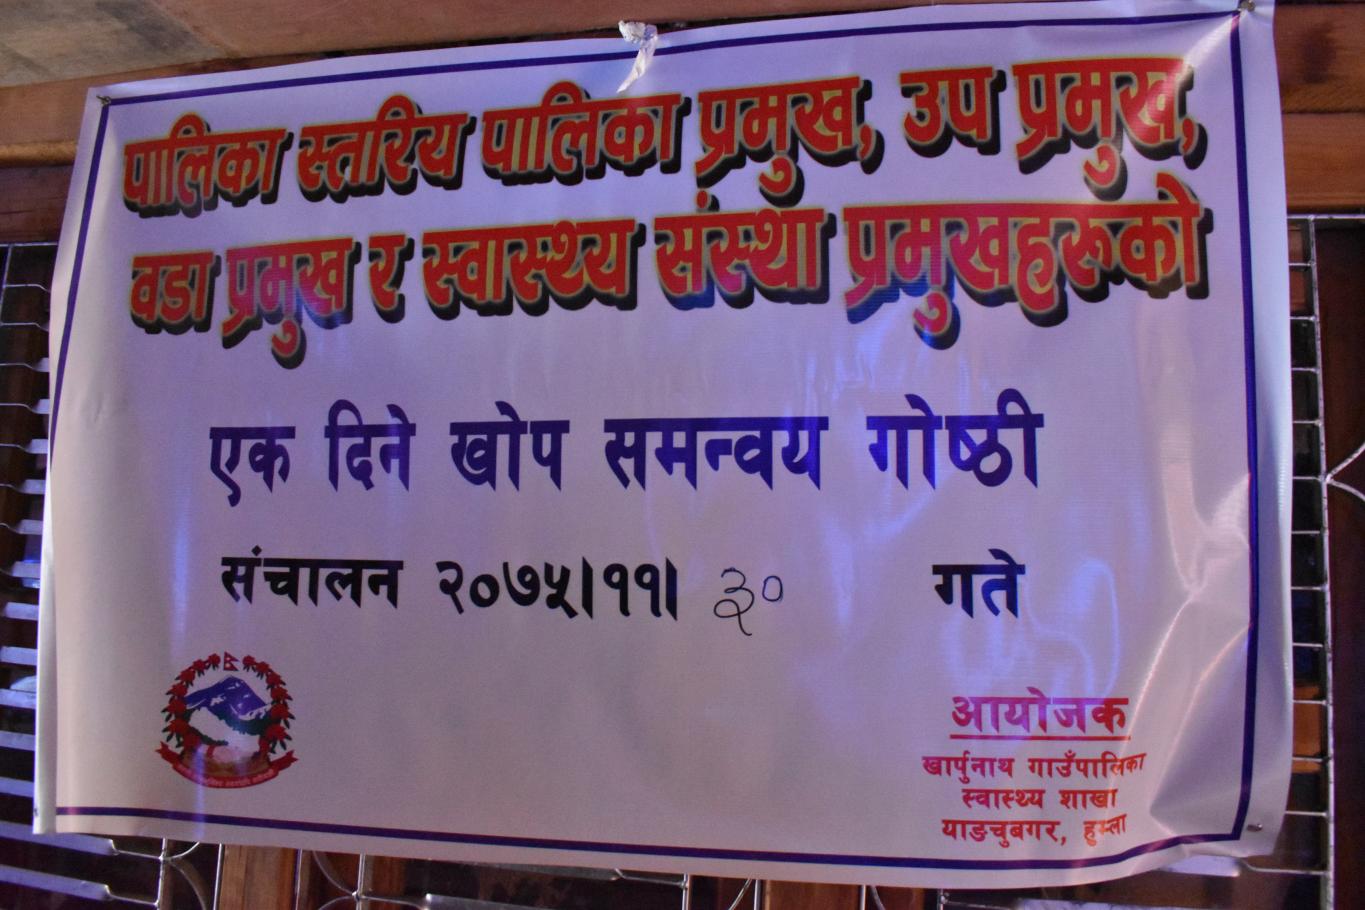 पालिका स्तरिय पालिका प्रमुख, उप प्रमुख,
वडा प्रमुख र स्वास्थ्य संस्था प्रमुखहरूको
एक दिने खोप समन्वय गोष्ठी
संचालन २०७५।११। ३० गते
आयोजक
खार्पुनाथ गाउँपालिका
स्वास्थ्य शाखा
याङचुबगर, हुम्ला